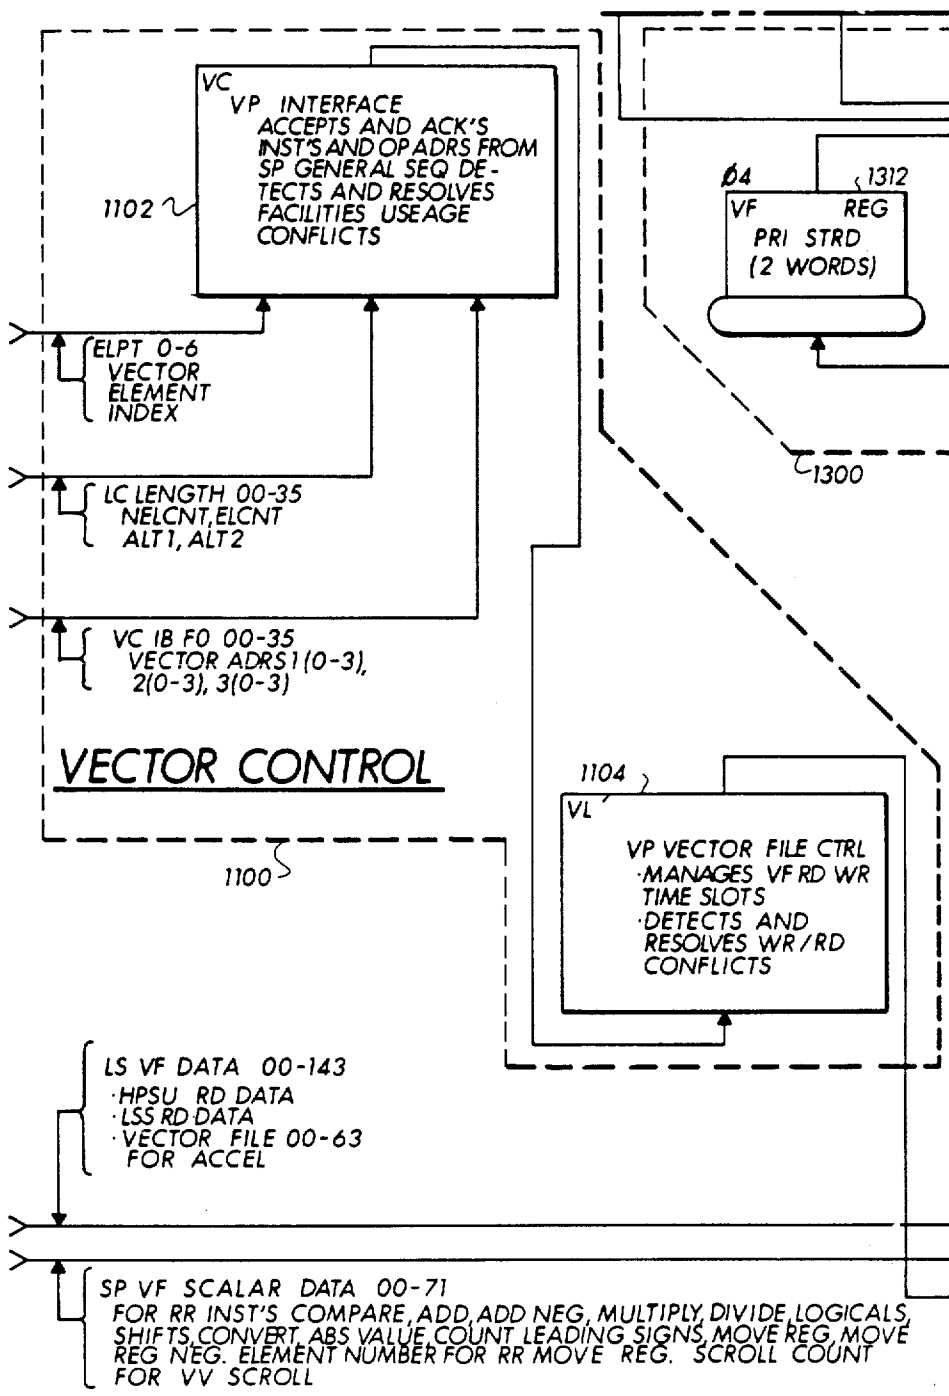 VC
VP INTERFACE
ACCEPTS AND ACK'S
INST'S AND OP ADRS FROM
SP GENERAL SEQ DE-
TECTS AND RESOLVES
FACILITIES USEAGE
CONFLICTS
1102
Ø4
1312
VF REG
PRI STRD
(2 WORDS)
ELPT 0-6
VECTOR
ELEMENT
INDEX
1300
LC LENGTH 00-35
NELCNT, ELCNT
ALT1, ALT2
VC IB F0 00-35
VECTOR ADRS 1(0-3),
2(0-3), 3(0-3)
VECTOR CONTROL
1104
VL
VP VECTOR FILE CTRL
·MANAGES VF RD WR
TIME SLOTS
·DETECTS AND
RESOLVES WR/RD
CONFLICTS
1100
LS VF DATA 00-143
·HPSU RD DATA
·LSS RD DATA
·VECTOR FILE 00-63
FOR ACCEL
SP VF SCALAR DATA 00-71
FOR RR INST'S COMPARE, ADD, ADD NEG, MULTIPLY, DIVIDE, LOGICALS,
SHIFTS, CONVERT, ABS VALUE, COUNT LEADING SIGNS, MOVE REG, MOVE
REG NEG. ELEMENT NUMBER FOR RR MOVE REG. SCROLL COUNT
FOR VV SCROLL